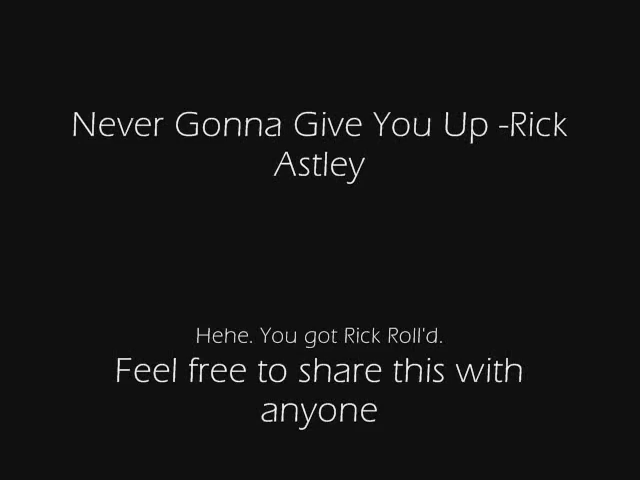 Never Gonna Give You Up -Rick
Astley
Hehe. You got Rick Roll'd.
Feel free to share this with
anyone